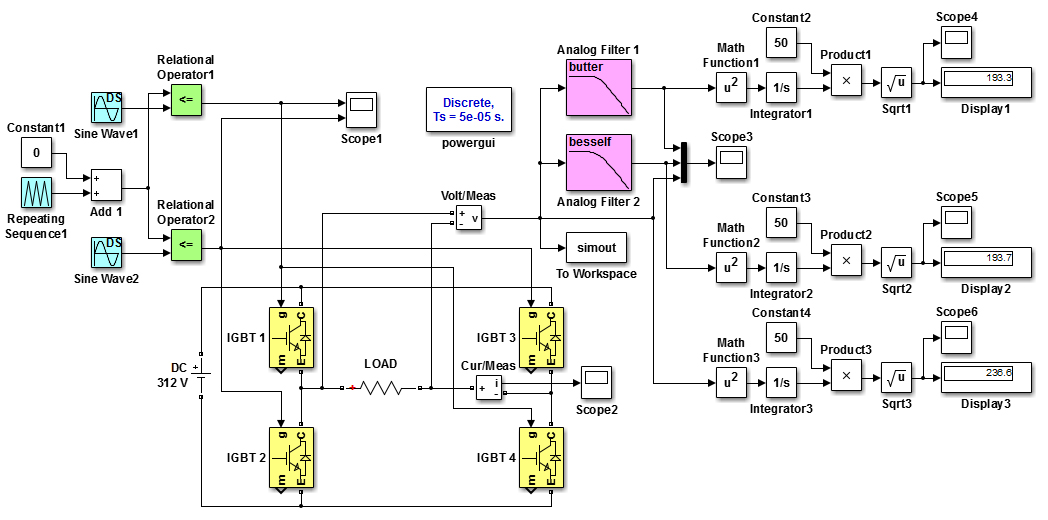 Relational
Operator1
<=
DS
Sine Wave1
Constant1
0
Repeating
Sequence1
+
+
Add 1
Relational
Operator2
<=
DS
Sine Wave2
Scope1
Discrete,
Ts = 5e-05 s.
powergui
Analog Filter 1
butter
besself
Analog Filter 2
Scope3
Volt/Meas
+
-
v
simout
To Workspace
Constant2
50
Math
Function1
u²
1/s
Integrator1
Product1
×
√u
Sqrt1
Scope4
193.3
Display1
Constant3
50
Math
Function2
u²
1/s
Integrator2
Product2
×
√u
Sqrt2
Scope5
193.7
Display2
Constant4
50
Math
Function3
u²
1/s
Integrator3
Product3
×
√u
Sqrt3
Scope6
236.6
Display3
DC
312 V
+
IGBT 1
g
C
m
E
IGBT 3
g
C
m
E
LOAD
+
Cur/Meas
+
i
-
Scope2
IGBT 2
g
C
m
E
IGBT 4
g
C
m
E